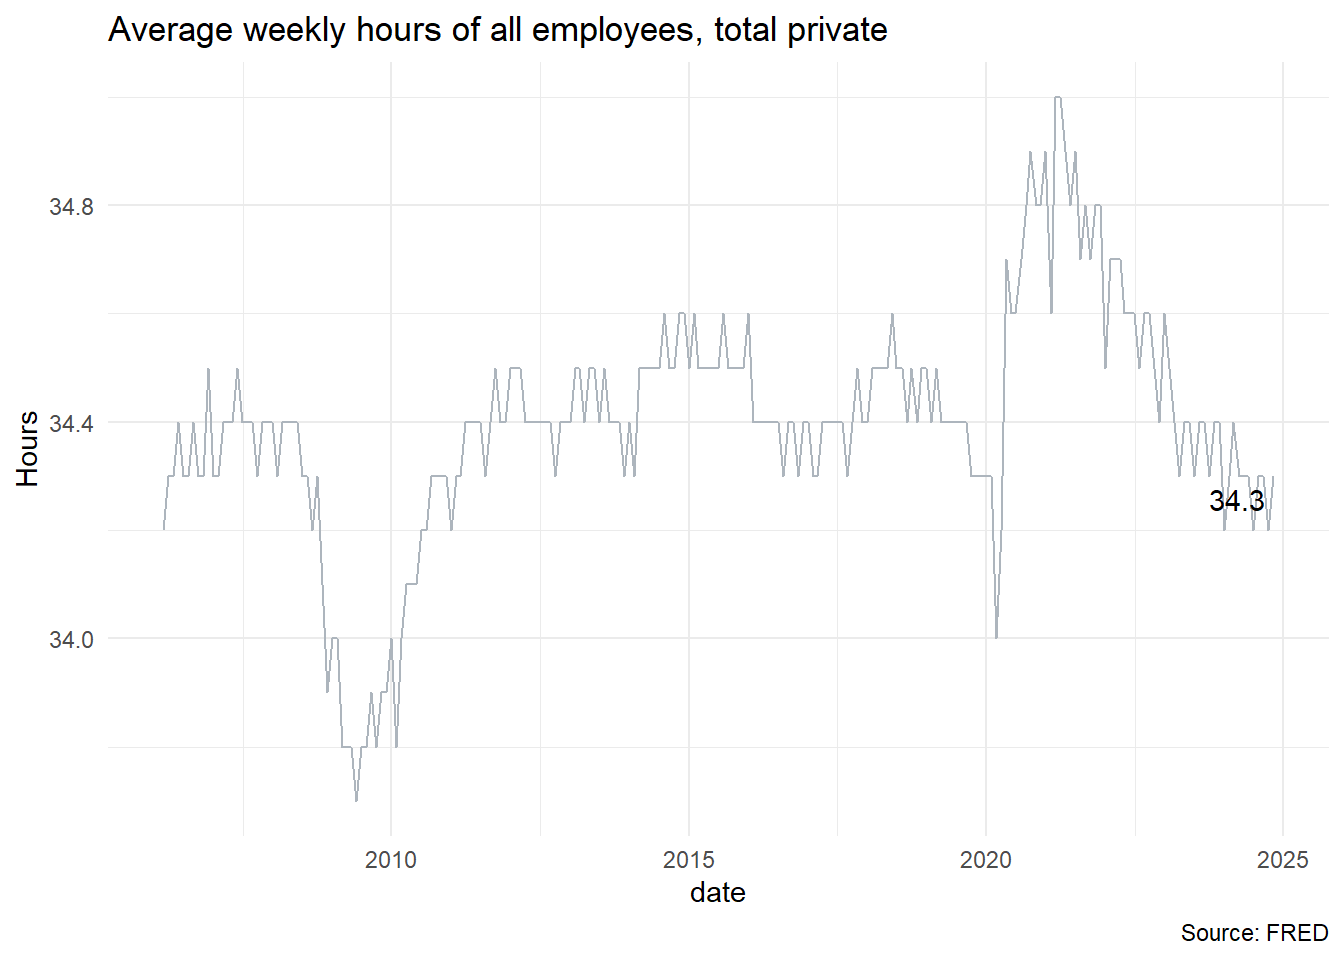 Average weekly hours of all employees, total private
Hours
34.8
34.4
34.0
34.3
2010 2015 2020 2025
date
Source: FRED